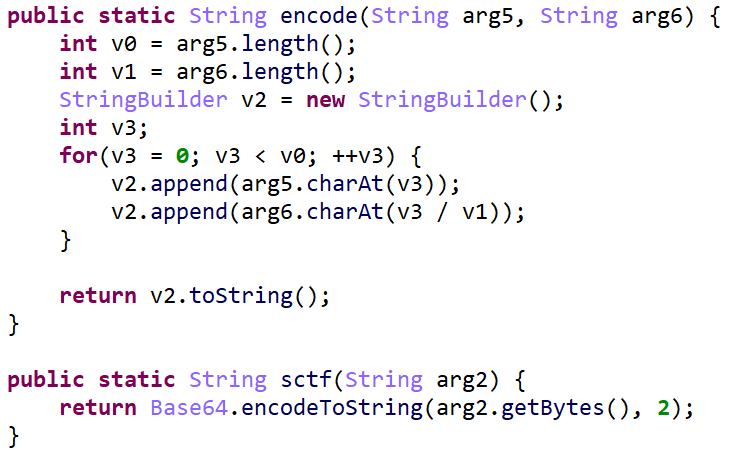 public static String encode(String arg5, String arg6) {
    int v0 = arg5.length();
    int v1 = arg6.length();
    StringBuilder v2 = new StringBuilder();
    int v3;
    for(v3 = 0; v3 < v0; ++v3) {
        v2.append(arg5.charAt(v3));
        v2.append(arg6.charAt(v3 / v1));
    }

    return v2.toString();
}

public static String sctf(String arg2) {
    return Base64.encodeToString(arg2.getBytes(), 2);
}